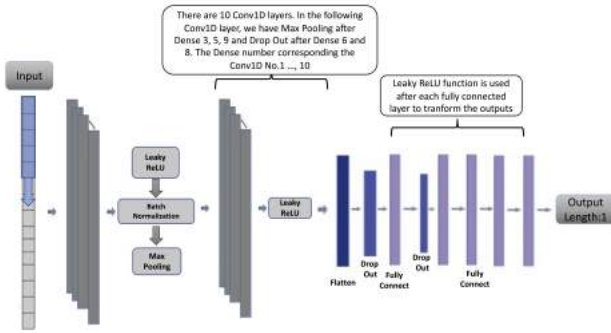 There are 10 Conv1D layers. In the following
Conv1D layer, we have Max Pooling after
Dense 3, 5, 9 and Drop Out after Dense 6 and
8. The Dense number corresponding the
Conv1D No.1 ..., 10
Input
Leaky ReLU function is used
after each fully connected
layer to tranform the outputs
Leaky
ReLU
Batch
Normalization
Max
Pooling
Leaky
ReLU
Flatten
Drop
Out
Fully
Connect
Drop
Out
Fully
Connect
Output
Length:1